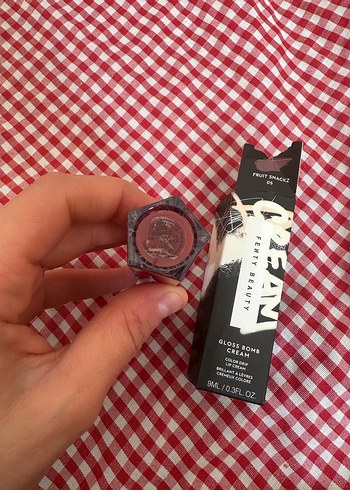 FRUIT SNACKZ
05
CREAM
FENTY BEAUTY
GLOSS BOMB
CREAM
COLOR DRIP
LIP CREAM
BRILLANT À LÈVRES
CRÉMEUX COLORÉ
9ML / 0.3FL.OZ.